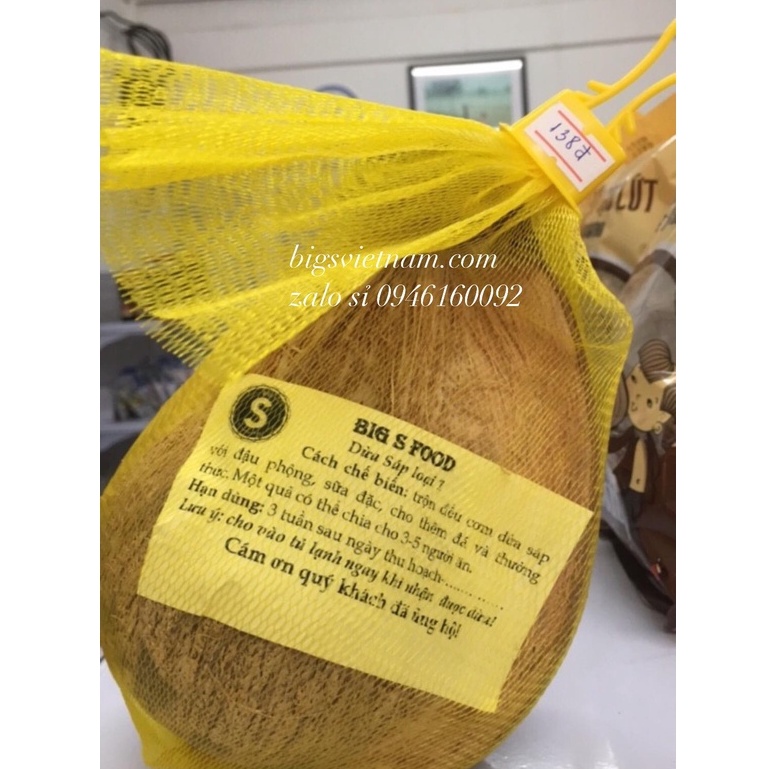 138đ
CÚT
bigsvietnam.com
zalo sỉ 0946160092
S
BIG S FOOD
Dừa Sáp loại ?
Cách chế biến: trộn đều cơm dừa sáp
với đậu phộng, sữa đặc, cho thêm đá và thưởng
thức. Một quả có thể chia cho 3-5 người ăn.
Hạn dùng: 3 tuần sau ngày thu hoạch-.............
Lưu ý: cho vào tủ lạnh ngay khi nhận được dừa!
Cám ơn quý khách đã ủng hộ!